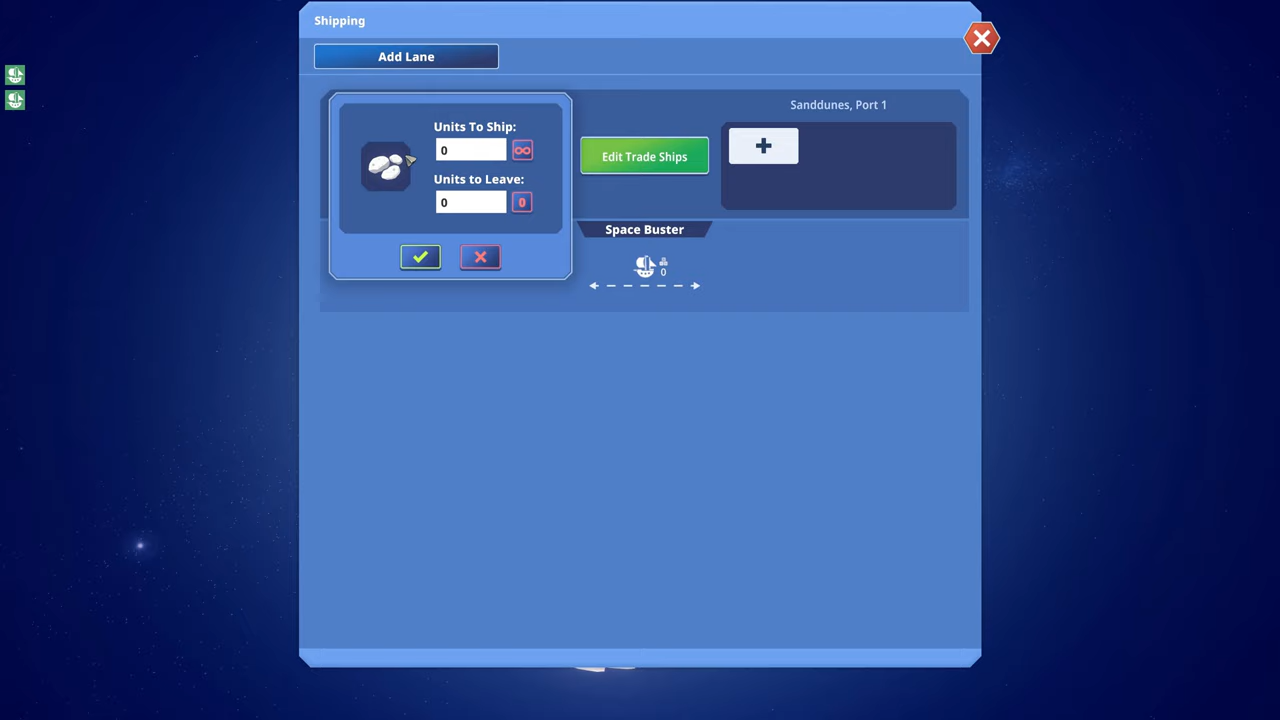 Shipping
Add Lane
Units To Ship:
0
Units to Leave:
0 0
Edit Trade Ships
Sanddunes, Port 1
Space Buster
0